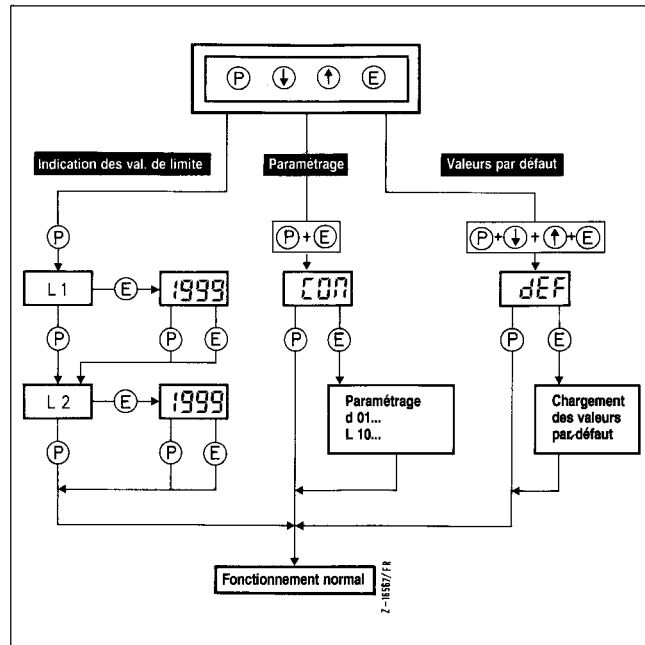 P ↓ ↑ E
Indication des val. de limite
Paramétrage
Valeurs par défaut
P
P + E
P + ↓ + ↑ + E
L 1
E
1999
P
P
E
L 2
E
1999
P
P
E
CON
P
E
Paramétrage
d 01...
L 10...
dEF
P
E
Chargement
des valeurs
par défaut
Fonctionnement normal
Z-16567/FR